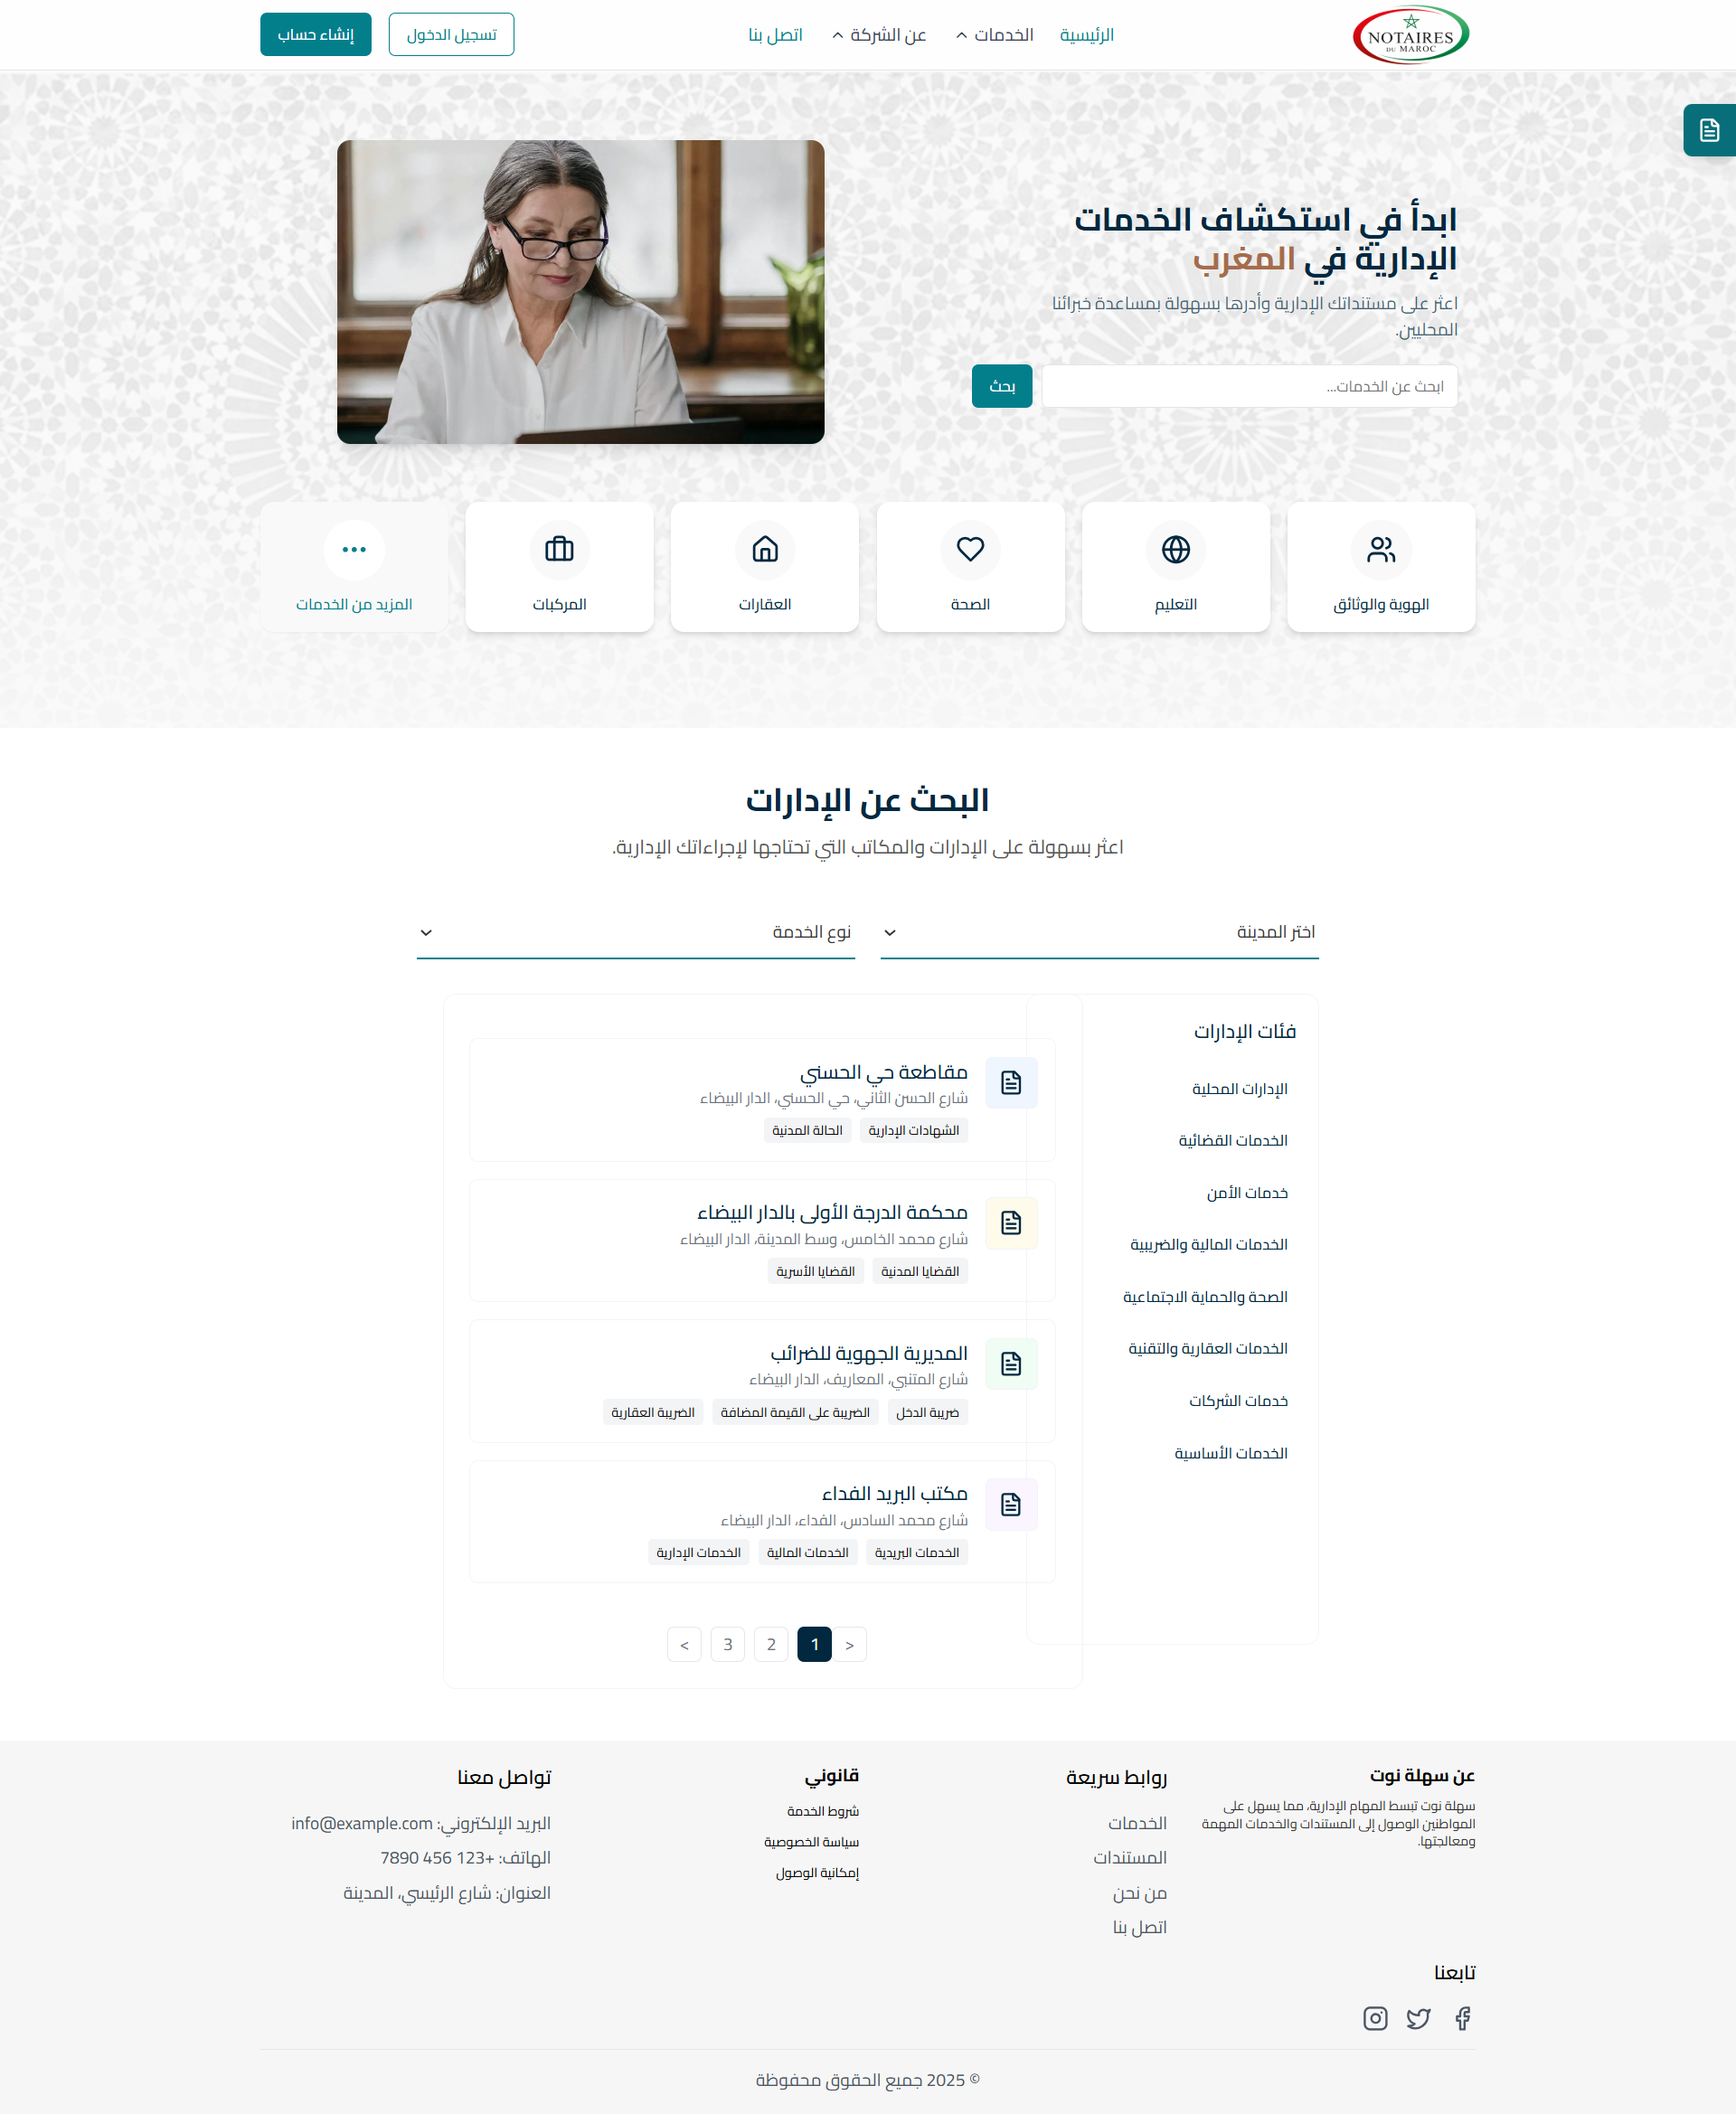 NOTAIRES
DU MAROC
الرئيسية
الخدمات
عن الشركة
اتصل بنا
تسجيل الدخول
إنشاء حساب
ابدأ في استكشاف الخدمات
الإدارية في المغرب
اعثر على مستنداتك الإدارية وأدرها بسهولة بمساعدة خبرائنا
المحليين.
ابحث عن الخدمات...
بحث
الهوية والوثائق
التعليم
الصحة
العقارات
المركبات
المزيد من الخدمات
البحث عن الإدارات
اعثر بسهولة على الإدارات والمكاتب التي تحتاجها لإجراءاتك الإدارية.
اختر المدينة
نوع الخدمة
فئات الإدارات
الإدارات المحلية
الخدمات القضائية
خدمات الأمن
الخدمات المالية والضريبية
الصحة والحماية الاجتماعية
الخدمات العقارية والتقنية
خدمات الشركات
الخدمات الأساسية
مقاطعة حي الحسني
شارع الحسن الثاني، حي الحسني، الدار البيضاء
الشهادات الإدارية
الحالة المدنية
محكمة الدرجة الأولى بالدار البيضاء
شارع محمد الخامس، وسط المدينة، الدار البيضاء
القضايا المدنية
القضايا الأسرية
المديرية الجهوية للضرائب
شارع المتنبي، المعاريف، الدار البيضاء
ضريبة الدخل
الضريبة على القيمة المضافة
الضريبة العقارية
مكتب البريد الفداء
شارع محمد السادس، الفداء، الدار البيضاء
الخدمات البريدية
الخدمات المالية
الخدمات الإدارية
< 1 2 3 >
عن سهلة نوت
سهلة نوت تبسط المهام الإدارية، مما يسهل على
المواطنين الوصول إلى المستندات والخدمات المهمة
ومعالجتها.
روابط سريعة
الخدمات
المستندات
من نحن
اتصل بنا
قانوني
شروط الخدمة
سياسة الخصوصية
إمكانية الوصول
تواصل معنا
البريد الإلكتروني: info@example.com
الهاتف: +123 456 7890
العنوان: شارع الرئيسي، المدينة
تابعنا
© 2025 جميع الحقوق محفوظة